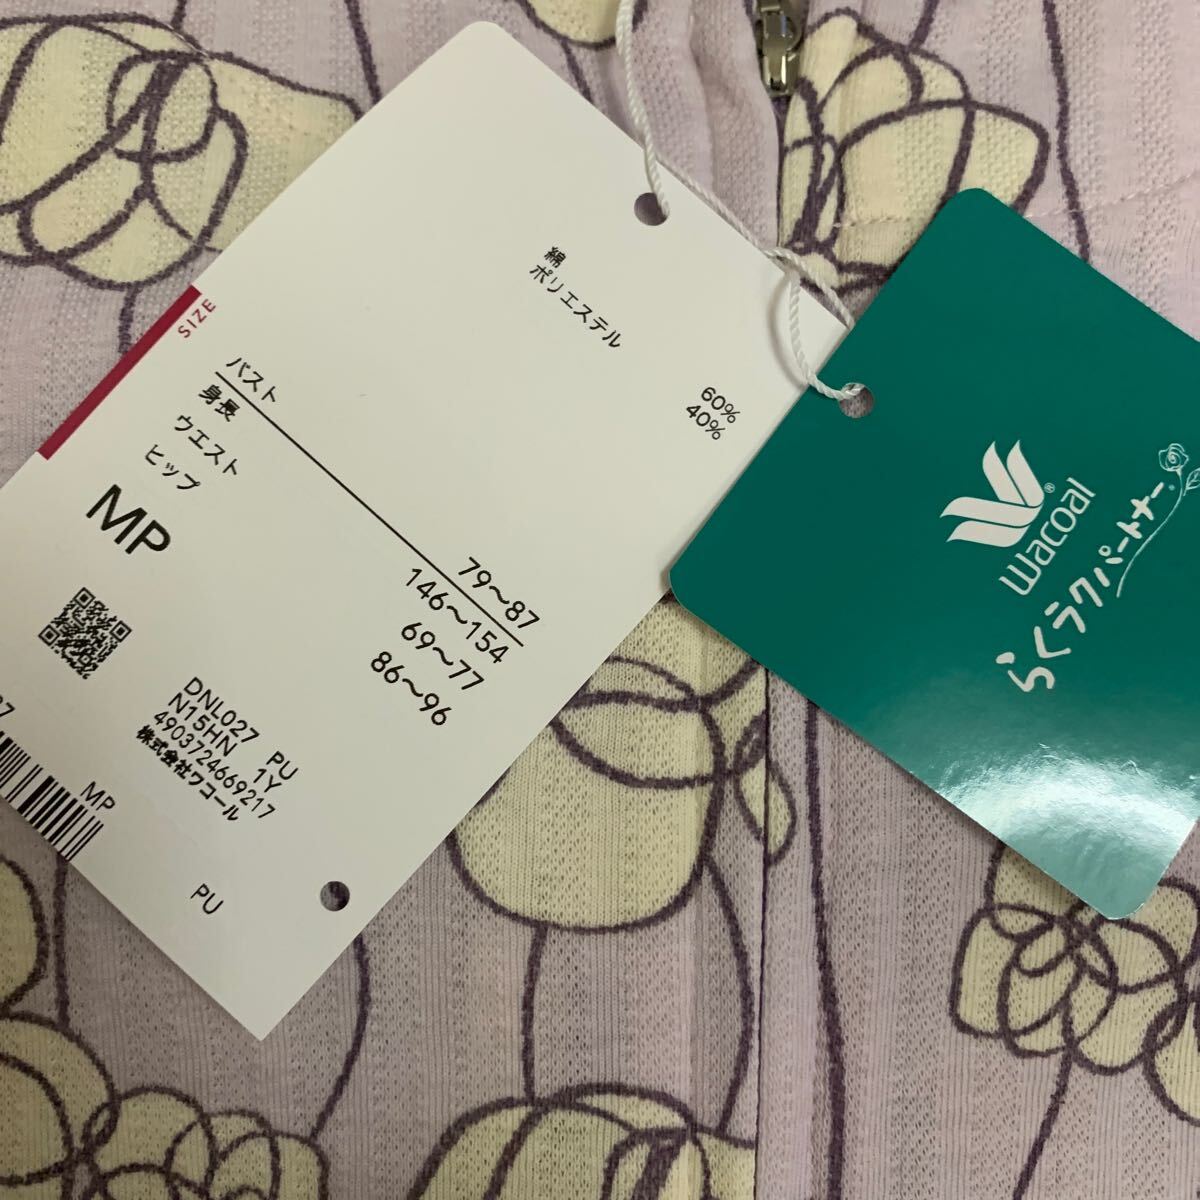 綿 60%
ポリエステル 40%
SIZE
バスト 79〜87
身長 146〜154
ウエスト 69〜77
ヒップ 86〜96
MP
DNL027 PU
N15HN 1Y
4903724669217
株式会社ワコール
27
MP
PU
Wacoal®
らくラクパートナー